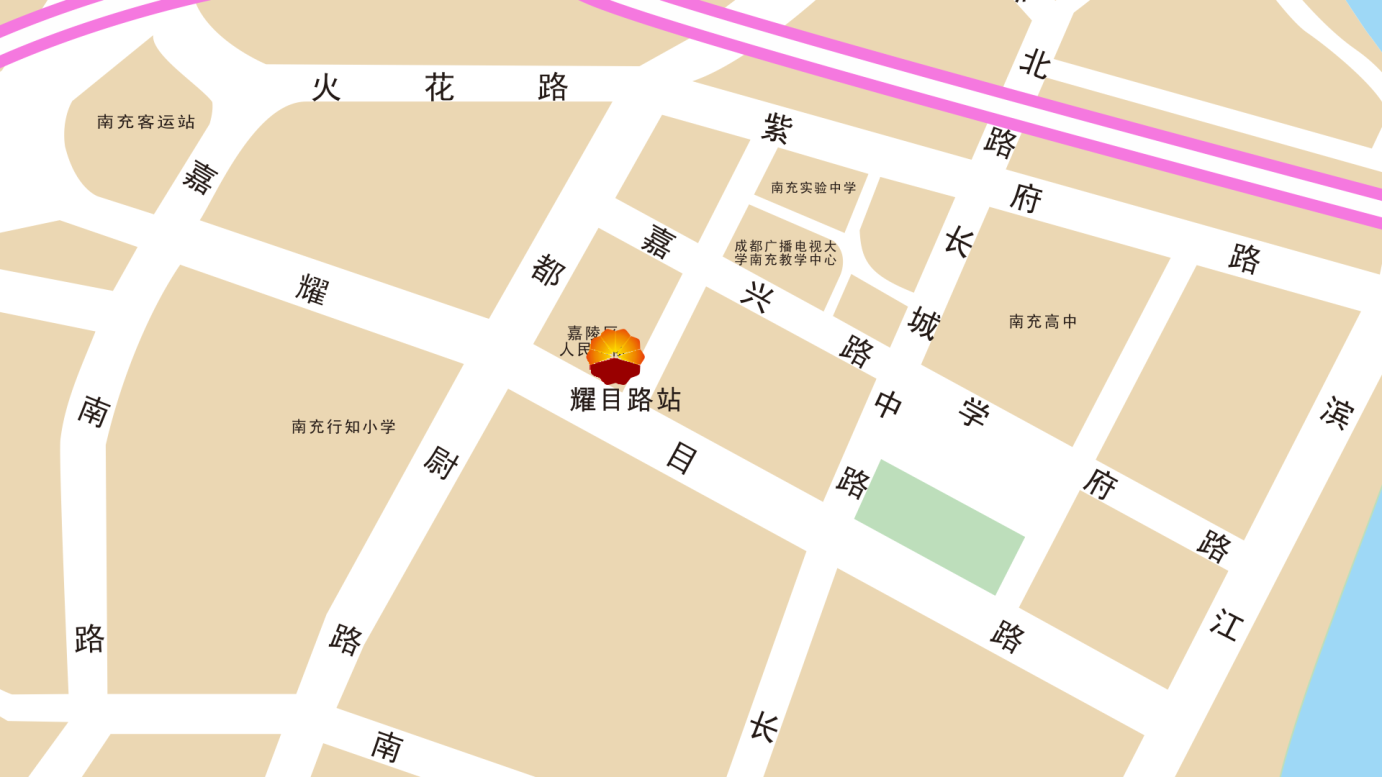 北
火花路
南充客运站
紫府路
路
嘉南路
南充实验中学
长城路
嘉兴路
成都广播电视大
学南充教学中心
都尉路
耀目路
南充高中
嘉陵区
人民
耀目路站
中学府路
滨江
南充行知小学
长
南